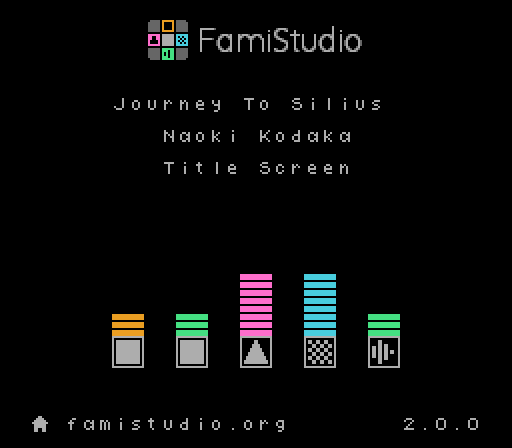 FamiStudio
Journey To Silius
Naoki Kodaka
Title Screen
famistudio.org 2.0.0